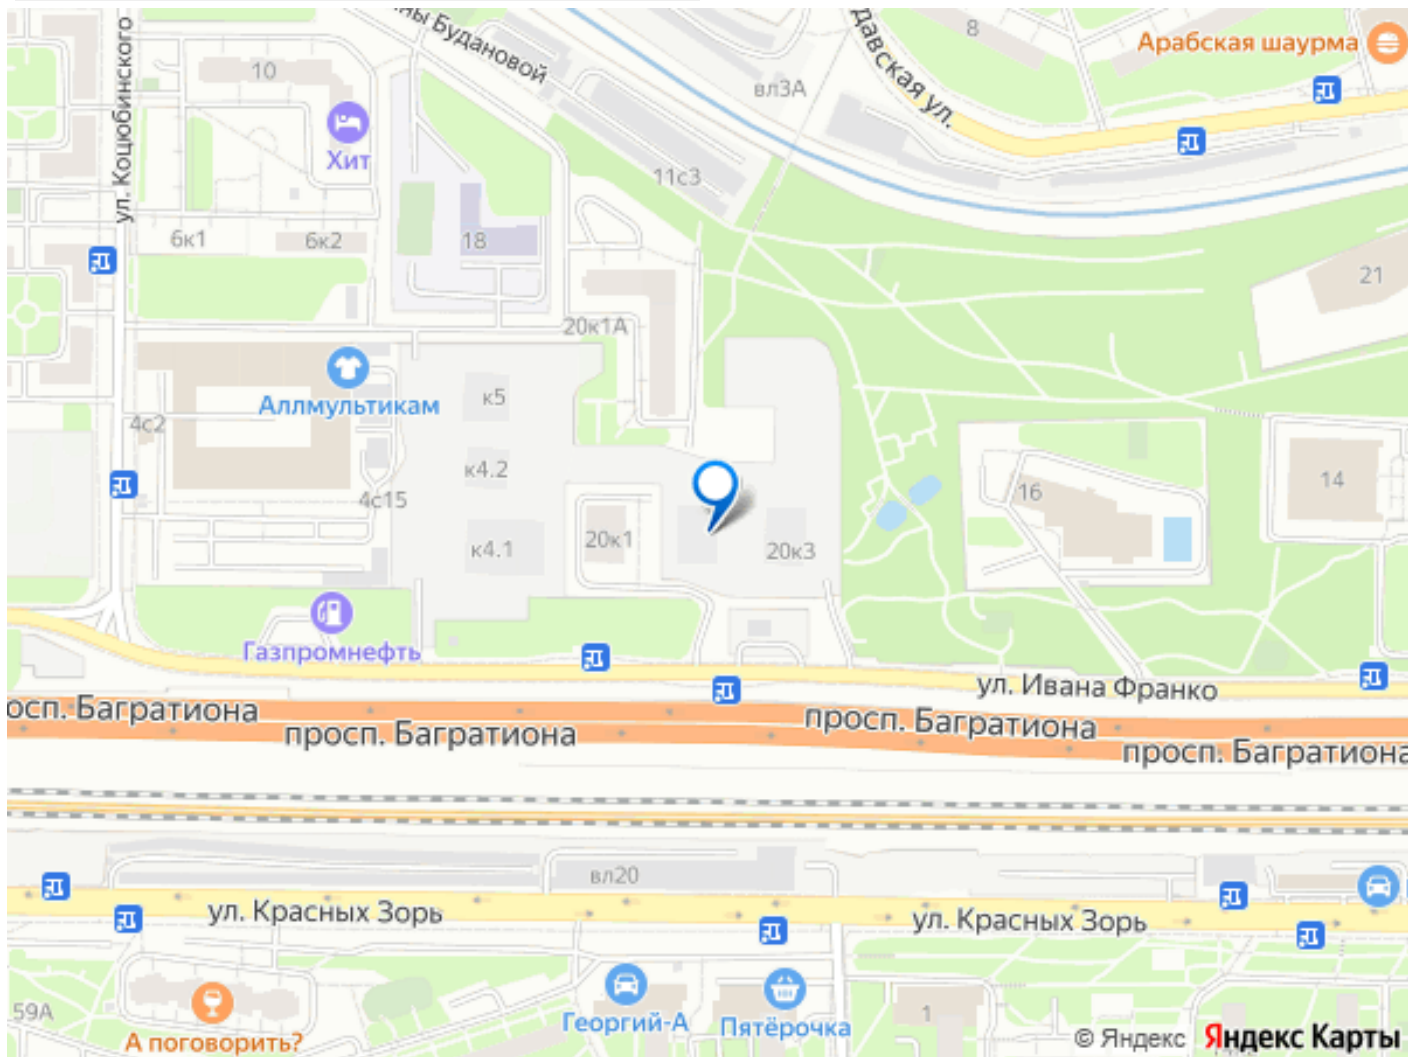 ул. Коцюбинского
ны Будановой
давская ул.
8
Арабская шаурма
10
вл3А
Хит
11с3
6к1
6к2
18
21
20к1А
Аллмультикам
к5
4с2
к4.2
4с15
16
14
к4.1
20к1
20к3
Газпромнефть
ул. Ивана Франко
осп. Багратиона
просп. Багратиона
просп. Багратиона
просп. Багратиона
вл20
ул. Красных Зорь
ул. Красных Зорь
59А
Георгий-А
Пятёрочка
1
А поговорить?
© Яндекс Яндекс Карты